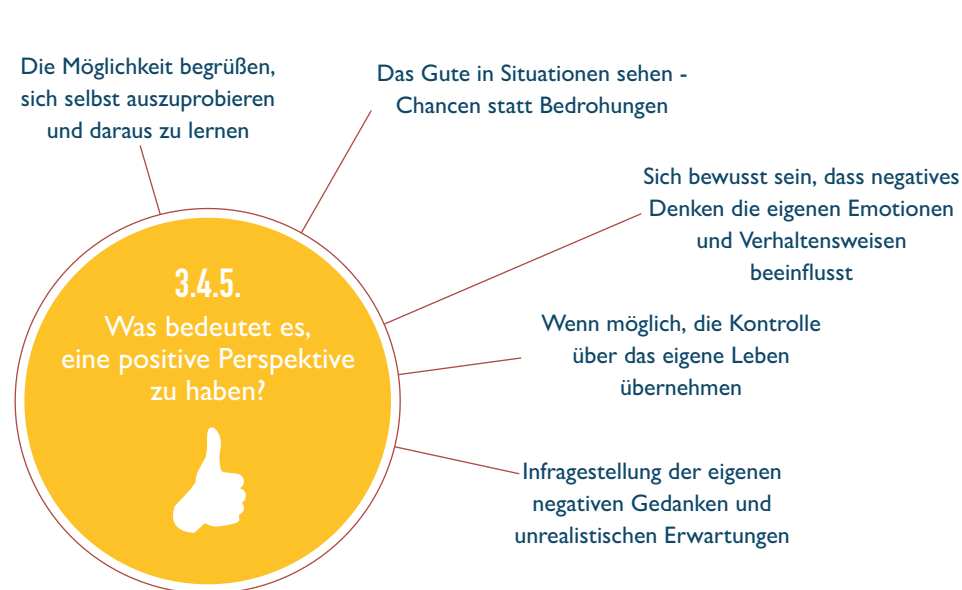 Die Möglichkeit begrüßen,
sich selbst auszuprobieren
und daraus zu lernen
Das Gute in Situationen sehen -
Chancen statt Bedrohungen
Sich bewusst sein, dass negatives
Denken die eigenen Emotionen
und Verhaltensweisen
beeinflusst
3.4.5.
Was bedeutet es,
eine positive Perspektive
zu haben?
Wenn möglich, die Kontrolle
über das eigene Leben
übernehmen
Infragestellung der eigenen
negativen Gedanken und
unrealistischen Erwartungen